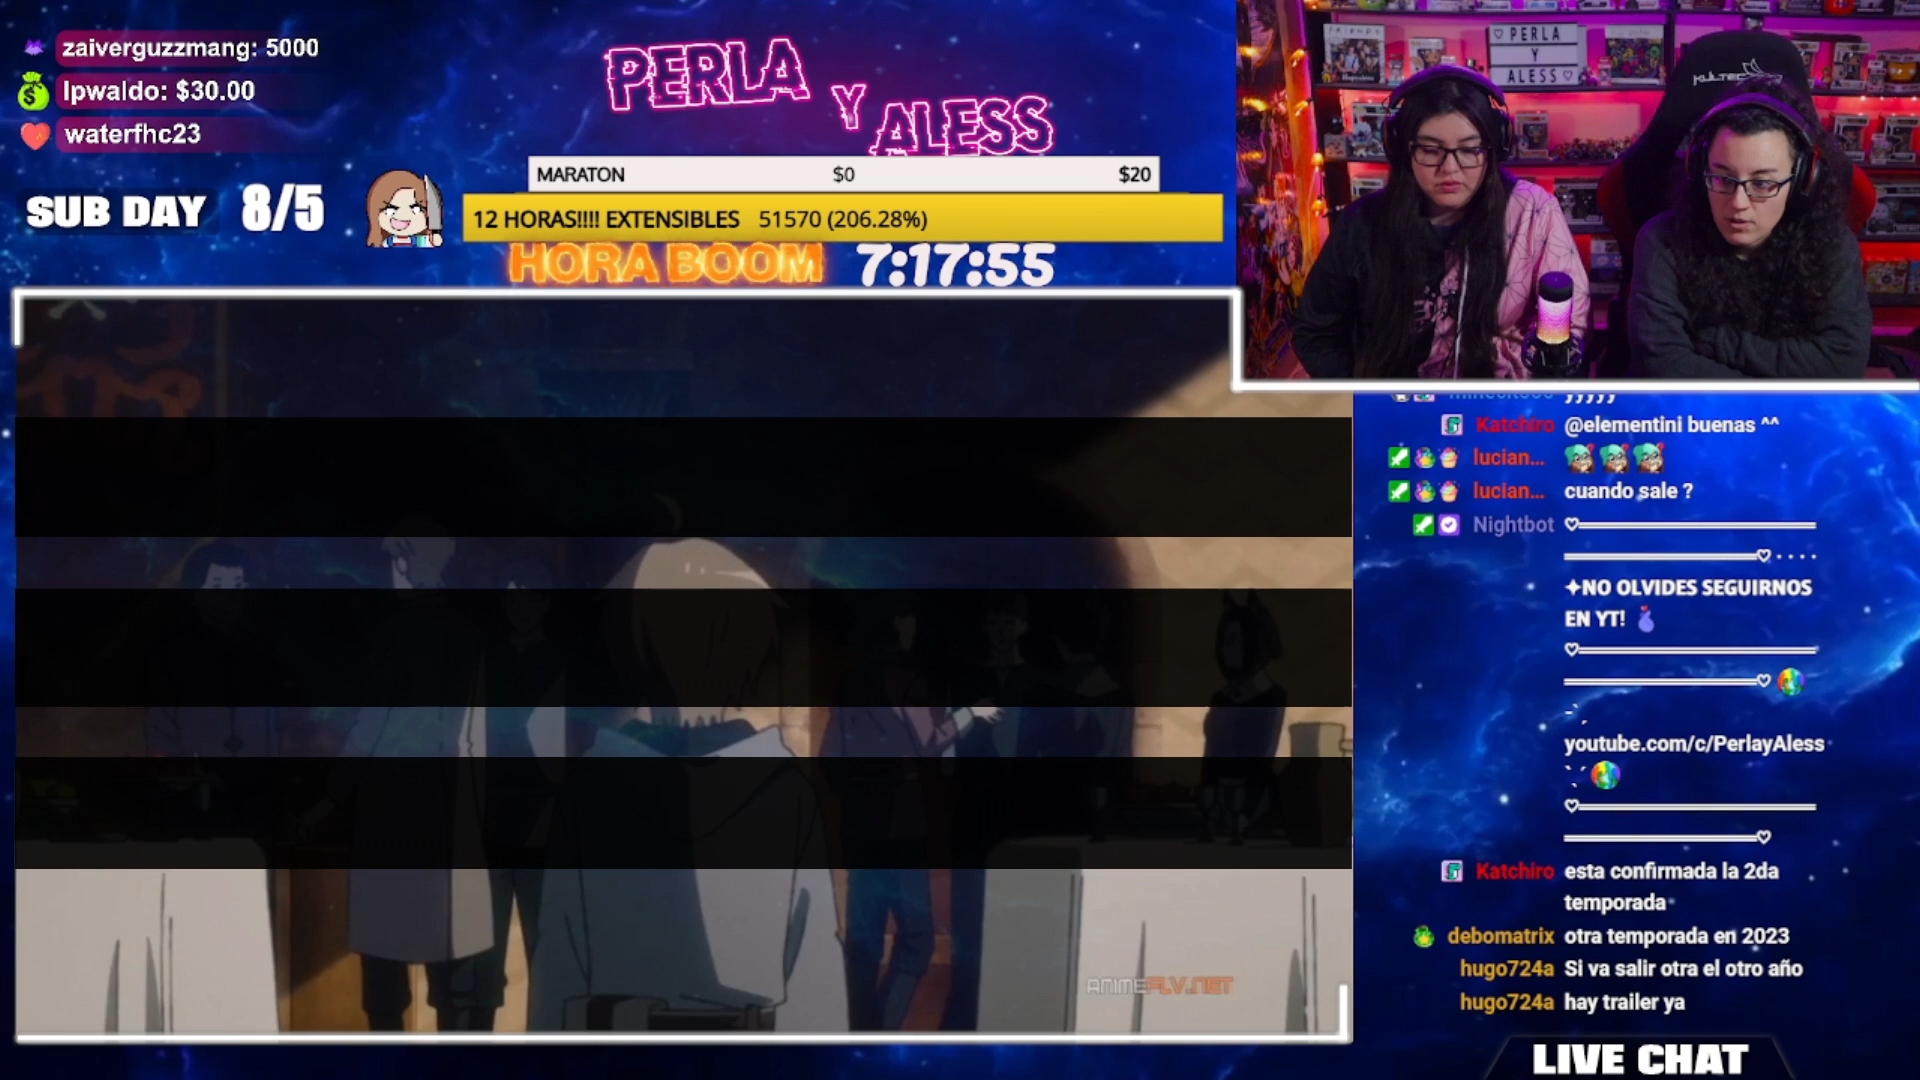 zaiverguzzmang: 5000
lpwaldo: $30.00
waterfhc23
SUB DAY 8/5
PERLA
Y
ALESS
MARATON $0 $20
12 HORAS!!!! EXTENSIBLES 51570 (206.28%)
HORA BOOM 7:17:55
FRIENDS
♡ PERLA
Y
ALESS ♡
KULTEC
Katchiro @elementini buenas ^^
lucian...
lucian... cuando sale ?
Nightbot
✦NO OLVIDES SEGUIRNOS
EN YT!
youtube.com/c/PerlayAless
Katchiro esta confirmada la 2da
temporada
debomatrix otra temporada en 2023
hugo724a Si va salir otra el otro año
hugo724a hay trailer ya
ANIMEFLV.NET
LIVE CHAT